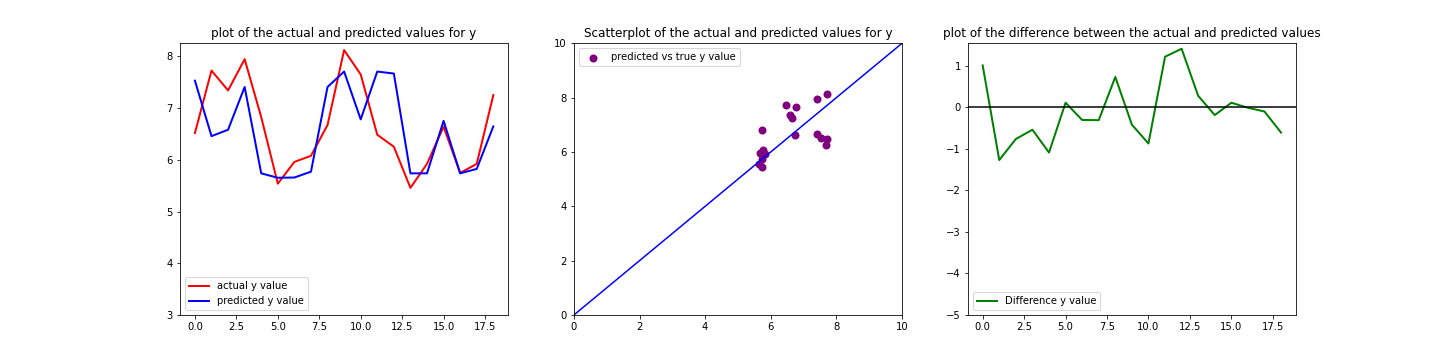 plot of the actual and predicted values for y
8
7
6
5
4
3
0.0 2.5 5.0 7.5 10.0 12.5 15.0 17.5
actual y value
predicted y value
Scatterplot of the actual and predicted values for y
10
8
6
4
2
0
0 2 4 6 8 10
predicted vs true y value
plot of the difference between the actual and predicted values
1
0
−1
−2
−3
−4
−5
0.0 2.5 5.0 7.5 10.0 12.5 15.0 17.5
Difference y value